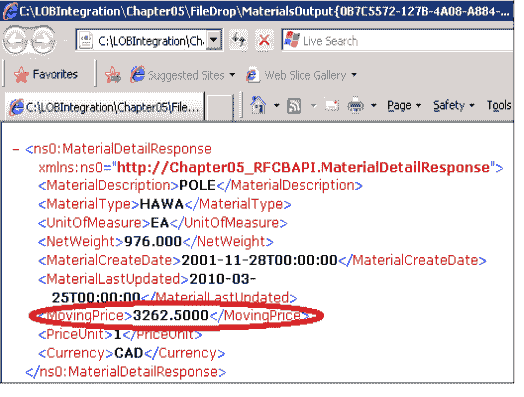 C:\LOBIntegration\Chapter05\FileDrop\MaterialsOutput{0B7C5572-127B-4A08-A884-...
C:\LOBIntegration\Ch
Live Search
Favorites
Suggested Sites
Web Slice Gallery
C:\LOBIntegration\Chapter05\File...
Page
Safety
Tools
- <ns0:MaterialDetailResponse
xmlns:ns0="http://Chapter05_RFCBAPI.MaterialDetailResponse">
<MaterialDescription>POLE</MaterialDescription>
<MaterialType>HAWA</MaterialType>
<UnitOfMeasure>EA</UnitOfMeasure>
<NetWeight>976.000</NetWeight>
<MaterialCreateDate>2001-11-28T00:00:00</MaterialCreateDate>
<MaterialLastUpdated>2010-03-
25T00:00:00</MaterialLastUpdated>
<MovingPrice>3262.5000</MovingPrice>
<PriceUnit>1</PriceUnit>
<Currency>CAD</Currency>
</ns0:MaterialDetailResponse>